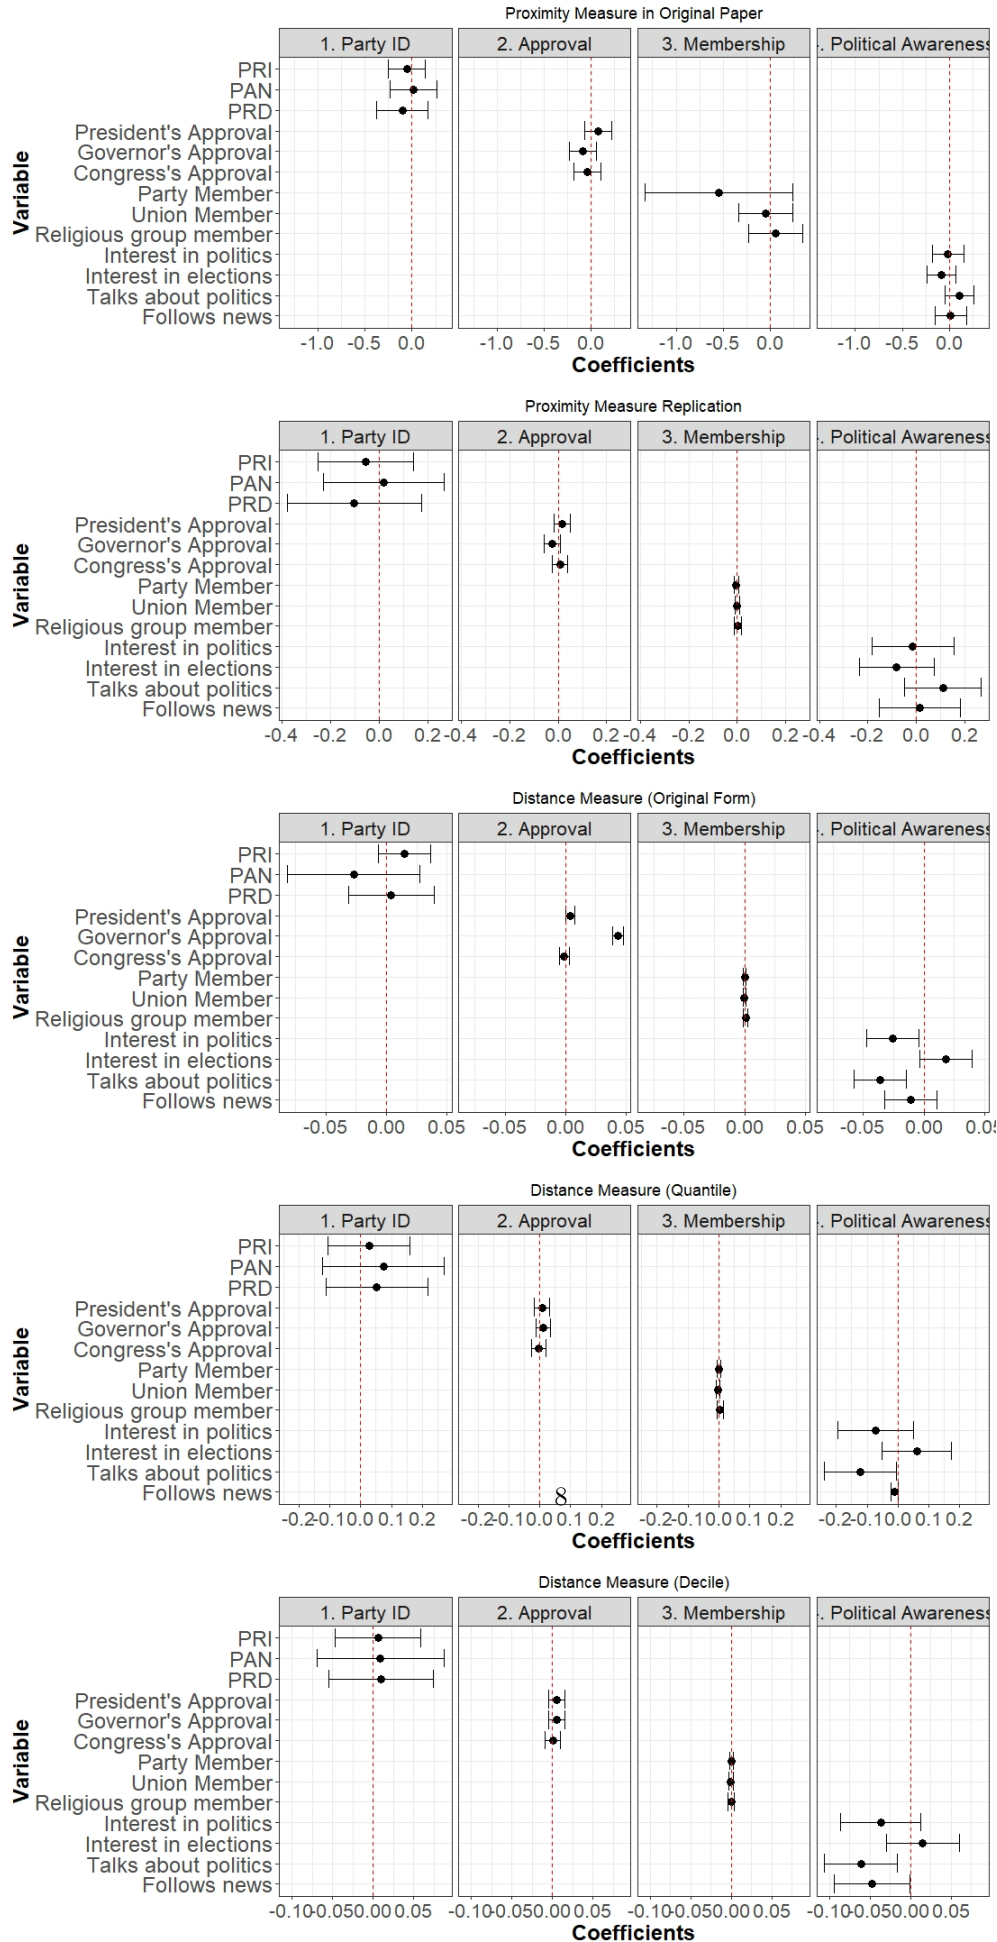 Proximity Measure in Original Paper
1. Party ID 2. Approval 3. Membership . Political Awareness
PRI
PAN
PRD
President's Approval
Governor's Approval
Congress's Approval
Party Member
Union Member
Religious group member
Interest in politics
Interest in elections
Talks about politics
Follows news
Variable
-1.0 -0.5 0.0 -1.0 -0.5 0.0 -1.0 -0.5 0.0 -1.0 -0.5 0.0
Coefficients
Proximity Measure Replication
1. Party ID 2. Approval 3. Membership . Political Awareness
PRI
PAN
PRD
President's Approval
Governor's Approval
Congress's Approval
Party Member
Union Member
Religious group member
Interest in politics
Interest in elections
Talks about politics
Follows news
Variable
-0.4 -0.2 0.0 0.2 -0.4 -0.2 0.0 0.2 -0.4 -0.2 0.0 0.2 -0.4 -0.2 0.0 0.2
Coefficients
Distance Measure (Original Form)
1. Party ID 2. Approval 3. Membership . Political Awareness
PRI
PAN
PRD
President's Approval
Governor's Approval
Congress's Approval
Party Member
Union Member
Religious group member
Interest in politics
Interest in elections
Talks about politics
Follows news
Variable
-0.05 0.00 0.05 -0.05 0.00 0.05 -0.05 0.00 0.05 -0.05 0.00 0.05
Coefficients
Distance Measure (Quantile)
1. Party ID 2. Approval 3. Membership . Political Awareness
PRI
PAN
PRD
President's Approval
Governor's Approval
Congress's Approval
Party Member
Union Member
Religious group member
Interest in politics
Interest in elections
Talks about politics
Follows news
Variable
8
-0.2 -0.1 0.0 0.1 0.2 -0.2 -0.1 0.0 0.1 0.2 -0.2 -0.1 0.0 0.1 0.2 -0.2 -0.1 0.0 0.1 0.2
Coefficients
Distance Measure (Decile)
1. Party ID 2. Approval 3. Membership . Political Awareness
PRI
PAN
PRD
President's Approval
Governor's Approval
Congress's Approval
Party Member
Union Member
Religious group member
Interest in politics
Interest in elections
Talks about politics
Follows news
Variable
-0.10 -0.05 0.00 0.05 -0.10 -0.05 0.00 0.05 -0.10 -0.05 0.00 0.05 -0.10 -0.05 0.00 0.05
Coefficients